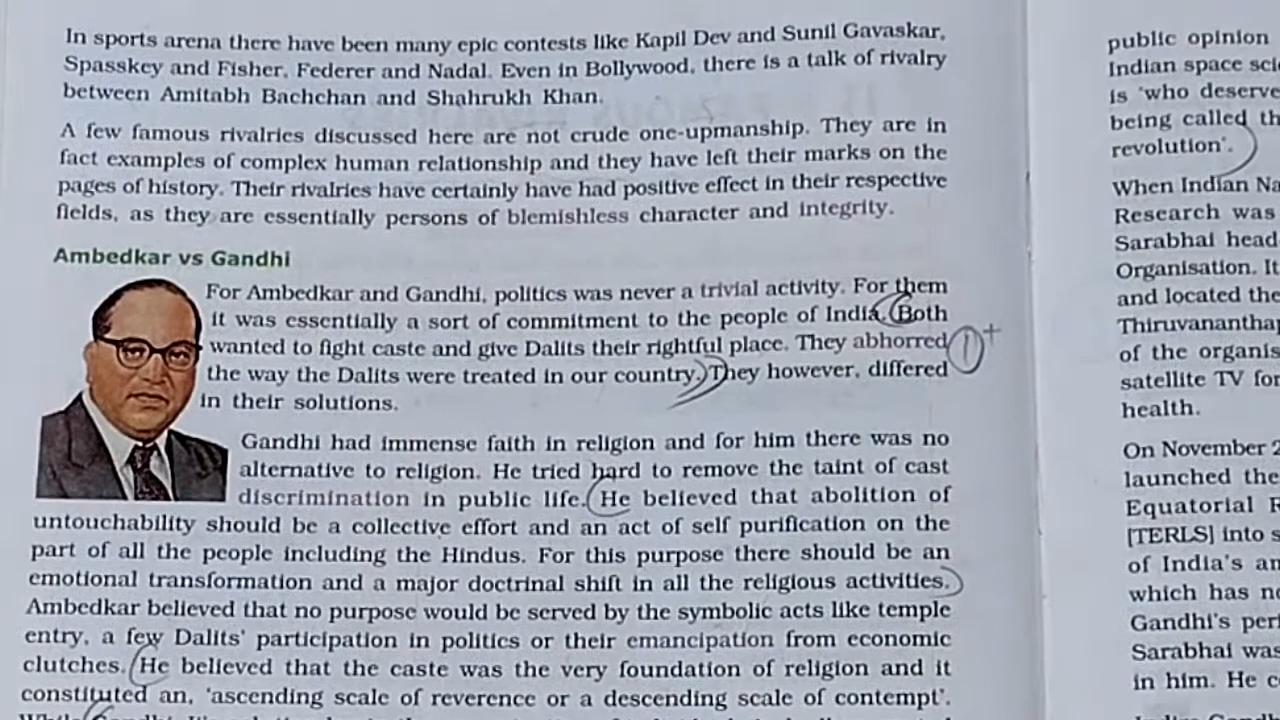 In sports arena there have been many epic contests like Kapil Dev and Sunil Gavaskar,
Spasskey and Fisher, Federer and Nadal. Even in Bollywood, there is a talk of rivalry
between Amitabh Bachchan and Shahrukh Khan.
A few famous rivalries discussed here are not crude one-upmanship. They are in
fact examples of complex human relationship and they have left their marks on the
pages of history. Their rivalries have certainly have had positive effect in their respective
fields, as they are essentially persons of blemishless character and integrity.
Ambedkar vs Gandhi
For Ambedkar and Gandhi, politics was never a trivial activity. For them
it was essentially a sort of commitment to the people of India. Both
wanted to fight caste and give Dalits their rightful place. They abhorred
the way the Dalits were treated in our country. They however, differed
in their solutions.
1+
Gandhi had immense faith in religion and for him there was no
alternative to religion. He tried hard to remove the taint of cast
discrimination in public life. He believed that abolition of
untouchability should be a collective effort and an act of self purification on the
part of all the people including the Hindus. For this purpose there should be an
emotional transformation and a major doctrinal shift in all the religious activities.
Ambedkar believed that no purpose would be served by the symbolic acts like temple
entry, a few Dalits' participation in politics or their emancipation from economic
clutches. He believed that the caste was the very foundation of religion and it
constituted an, 'ascending scale of reverence or a descending scale of contempt'.
public opinion
Indian space
is 'who deserve
being called
revolution'.
When Indian
Research was
Sarabhai head
Organisation. It
and located the
of the
satellite TV for
health.
On November
launched the
Equatorial
[TERLS] into
of India's
which has
Gandhi's
Sarabhai was
in him. He